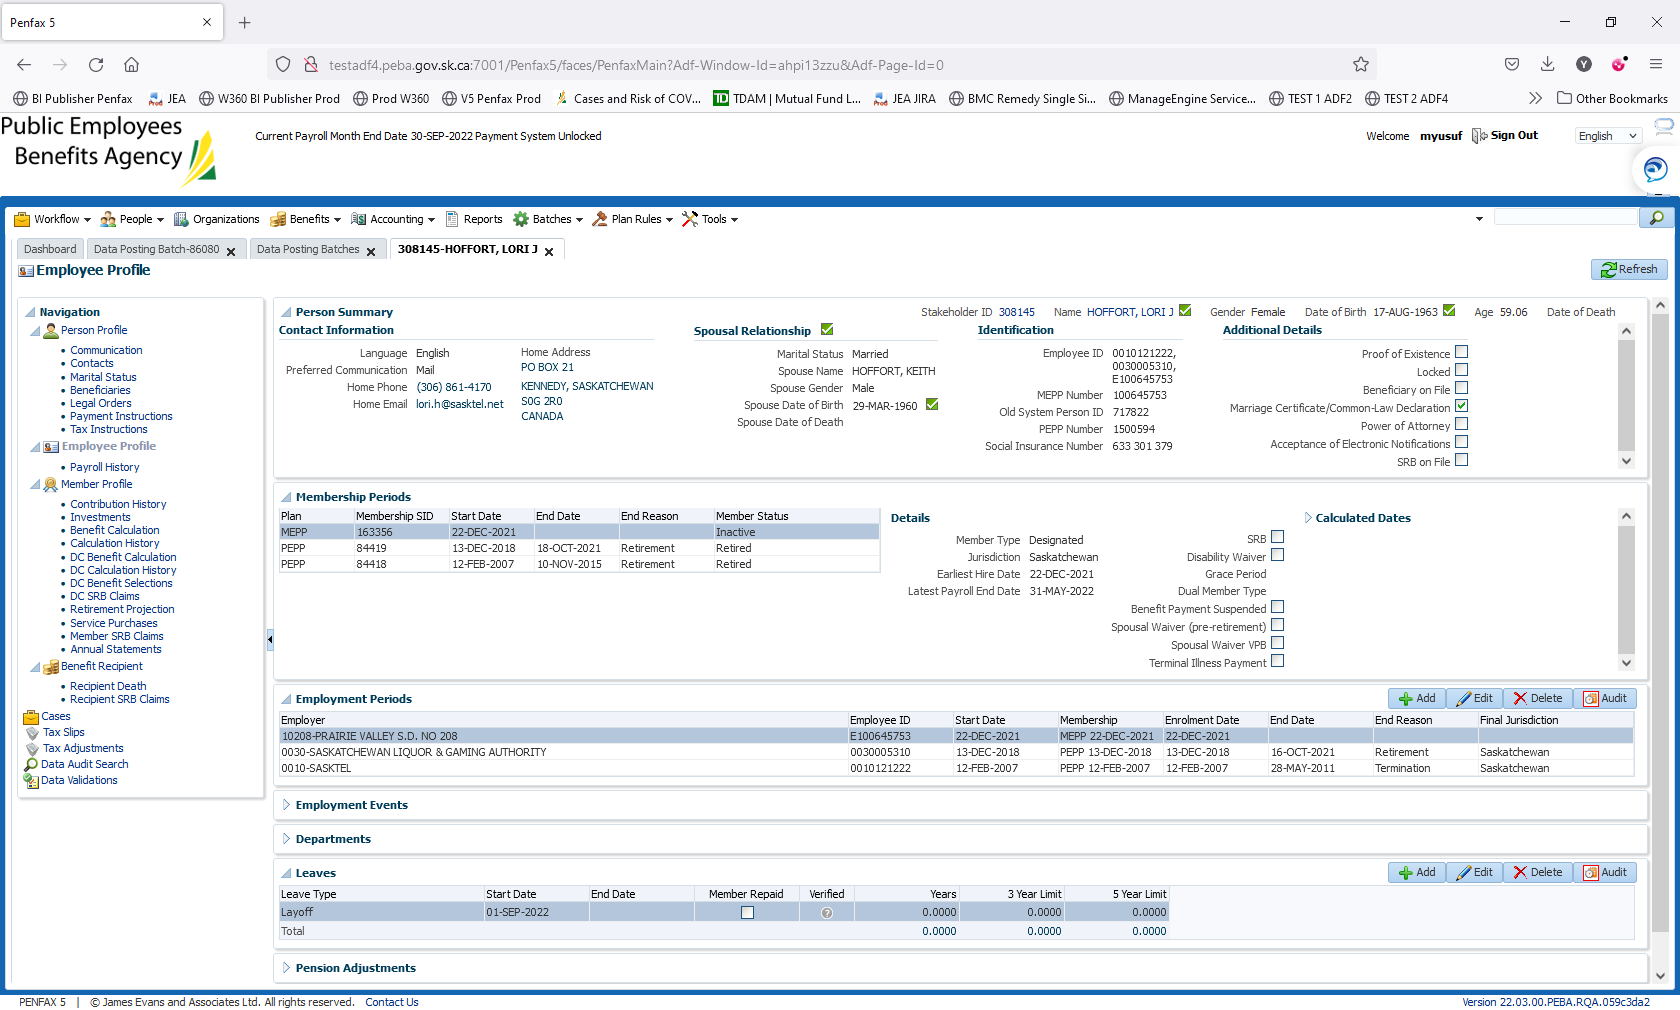 Penfax 5
testadf4.peba.gov.sk.ca:7001/Penfax5/faces/PenfaxMain?Adf-Window-Id=ahpi13zzu&Adf-Page-Id=0
BI Publisher Penfax JEA W360 BI Publisher Prod Prod W360 V5 Penfax Prod Cases and Risk of COV... TDAM | Mutual Fund L... JEA JIRA BMC Remedy Single Si... ManageEngine Service... TEST 1 ADF2 TEST 2 ADF4 Other Bookmarks
Public Employees
Benefits Agency
Current Payroll Month End Date 30-SEP-2022 Payment System Unlocked
Welcome myusuf Sign Out English
Workflow People Organizations Benefits Accounting Reports Batches Plan Rules Tools
Dashboard Data Posting Batch-86080 Data Posting Batches 308145-HOFFORT, LORI J
Employee Profile
Refresh
Navigation
Person Profile
Communication
Contacts
Marital Status
Beneficiaries
Legal Orders
Payment Instructions
Tax Instructions
Employee Profile
Payroll History
Member Profile
Contribution History
Investments
Benefit Calculation
Calculation History
DC Benefit Calculation
DC Calculation History
DC Benefit Selections
DC SRB Claims
Retirement Projection
Service Purchases
Member SRB Claims
Annual Statements
Benefit Recipient
Recipient Death
Recipient SRB Claims
Cases
Tax Slips
Tax Adjustments
Data Audit Search
Data Validations
Person Summary
Stakeholder ID 308145 Name HOFFORT, LORI J Gender Female Date of Birth 17-AUG-1963 Age 59.06 Date of Death
Contact Information
Language English
Preferred Communication Mail
Home Phone (306) 861-4170
Home Email lori.h@sasktel.net
Home Address
PO BOX 21
KENNEDY, SASKATCHEWAN
S0G 2R0
CANADA
Spousal Relationship
Marital Status Married
Spouse Name HOFFORT, KEITH
Spouse Gender Male
Spouse Date of Birth 29-MAR-1960
Spouse Date of Death
Identification
Employee ID 0010121222,
0030005310,
E100645753
MEPP Number 100645753
Old System Person ID 717822
PEPP Number 1500594
Social Insurance Number 633 301 379
Additional Details
Proof of Existence
Locked
Beneficiary on File
Marriage Certificate/Common-Law Declaration
Power of Attorney
Acceptance of Electronic Notifications
SRB on File
Membership Periods
Plan Membership SID Start Date End Date End Reason Member Status
MEPP 163356 22-DEC-2021 Inactive
PEPP 84419 13-DEC-2018 18-OCT-2021 Retirement Retired
PEPP 84418 12-FEB-2007 10-NOV-2015 Retirement Retired
Details
Member Type Designated
Jurisdiction Saskatchewan
Earliest Hire Date 22-DEC-2021
Latest Payroll End Date 31-MAY-2022
SRB
Disability Waiver
Grace Period
Dual Member Type
Benefit Payment Suspended
Spousal Waiver (pre-retirement)
Spousal Waiver VPB
Terminal Illness Payment
Calculated Dates
Employment Periods
Add Edit Delete Audit
Employer Employee ID Start Date Membership Enrolment Date End Date End Reason Final Jurisdiction
10208-PRAIRIE VALLEY S.D. NO 208 E100645753 22-DEC-2021 MEPP 22-DEC-2021 22-DEC-2021
0030-SASKATCHEWAN LIQUOR & GAMING AUTHORITY 0030005310 13-DEC-2018 PEPP 13-DEC-2018 13-DEC-2018 16-OCT-2021 Retirement Saskatchewan
0010-SASKTEL 0010121222 12-FEB-2007 PEPP 12-FEB-2007 12-FEB-2007 28-MAY-2011 Termination Saskatchewan
Employment Events
Departments
Leaves
Add Edit Delete Audit
Leave Type Start Date End Date Member Repaid Verified Years 3 Year Limit 5 Year Limit
Layoff 01-SEP-2022 0.0000 0.0000 0.0000
Total 0.0000 0.0000 0.0000
Pension Adjustments
PENFAX 5 | © James Evans and Associates Ltd. All rights reserved. Contact Us
Version 22.03.00.PEBA.RQA.059c3da2